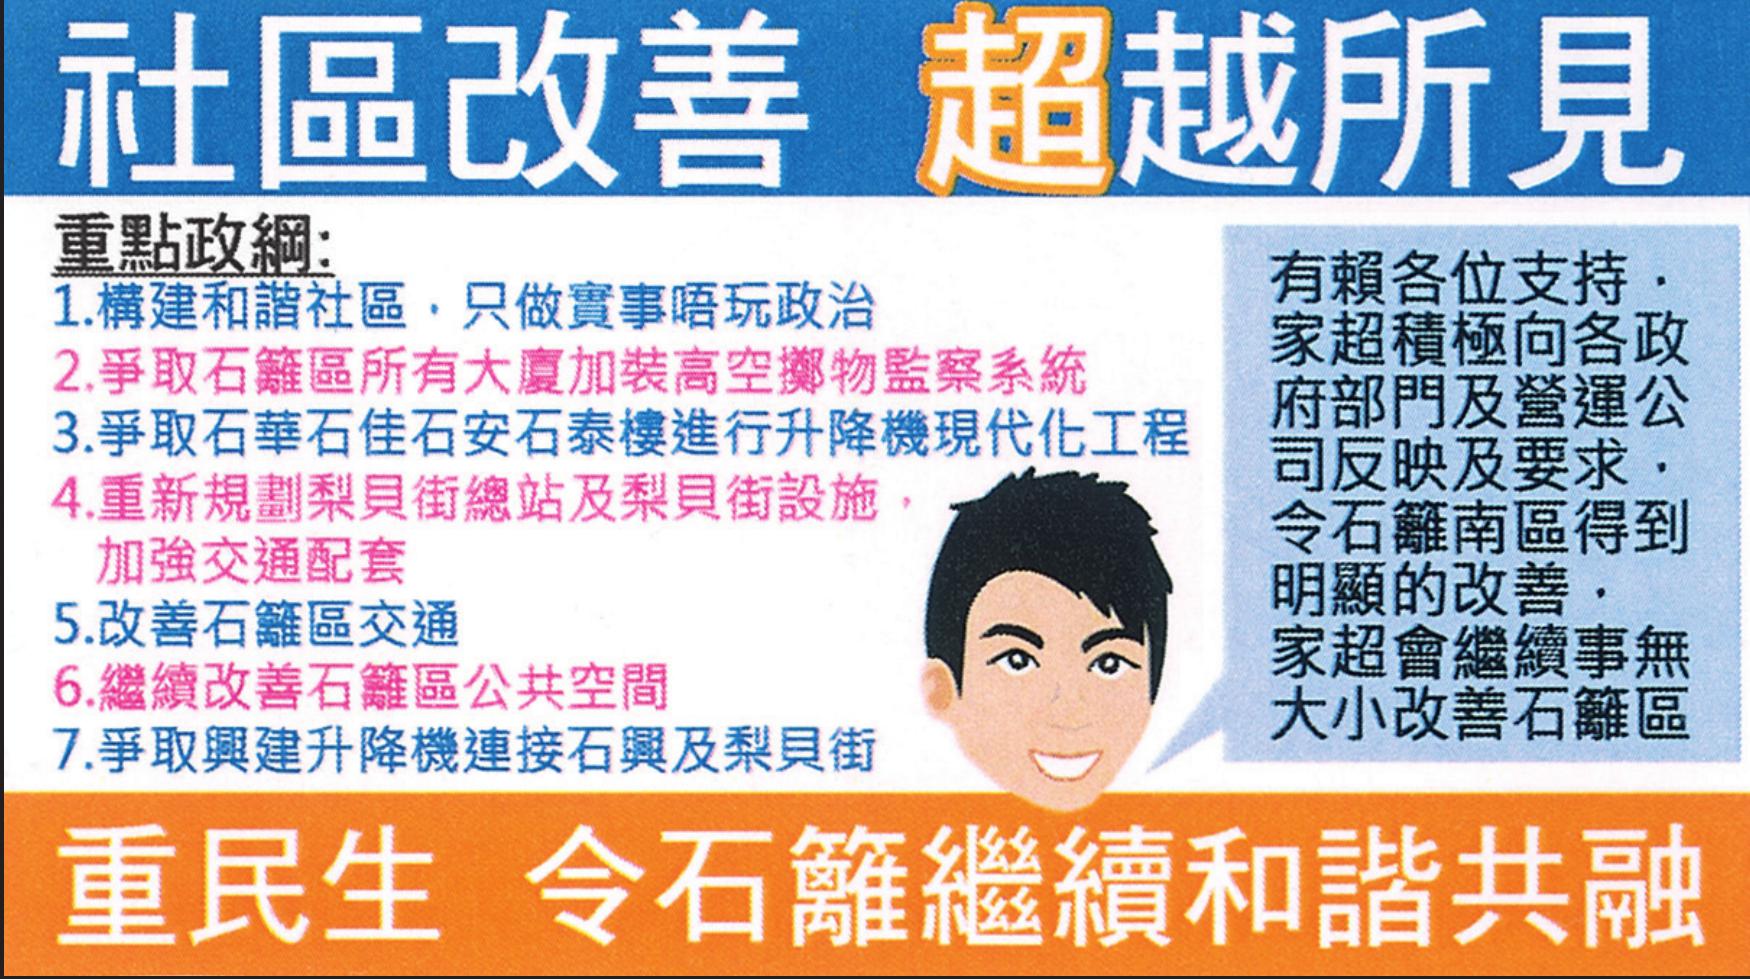 社區改善 超越所見
重點政綱:
1.構建和諧社區，只做實事唔玩政治
2.爭取石籬區所有大廈加裝高空擲物監察系統
3.爭取石華石佳石安石泰樓進行升降機現代化工程
4.重新規劃梨貝街總站及梨貝街設施，
加強交通配套
5.改善石籬區交通
6.繼續改善石籬區公共空間
7.爭取興建升降機連接石興及梨貝街
有賴各位支持，
家超積極向各政
府部門及營運公
司反映及要求，
令石籬南區得到
明顯的改善，
家超會繼續事無
大小改善石籬區
重民生 令石籬繼續和諧共融